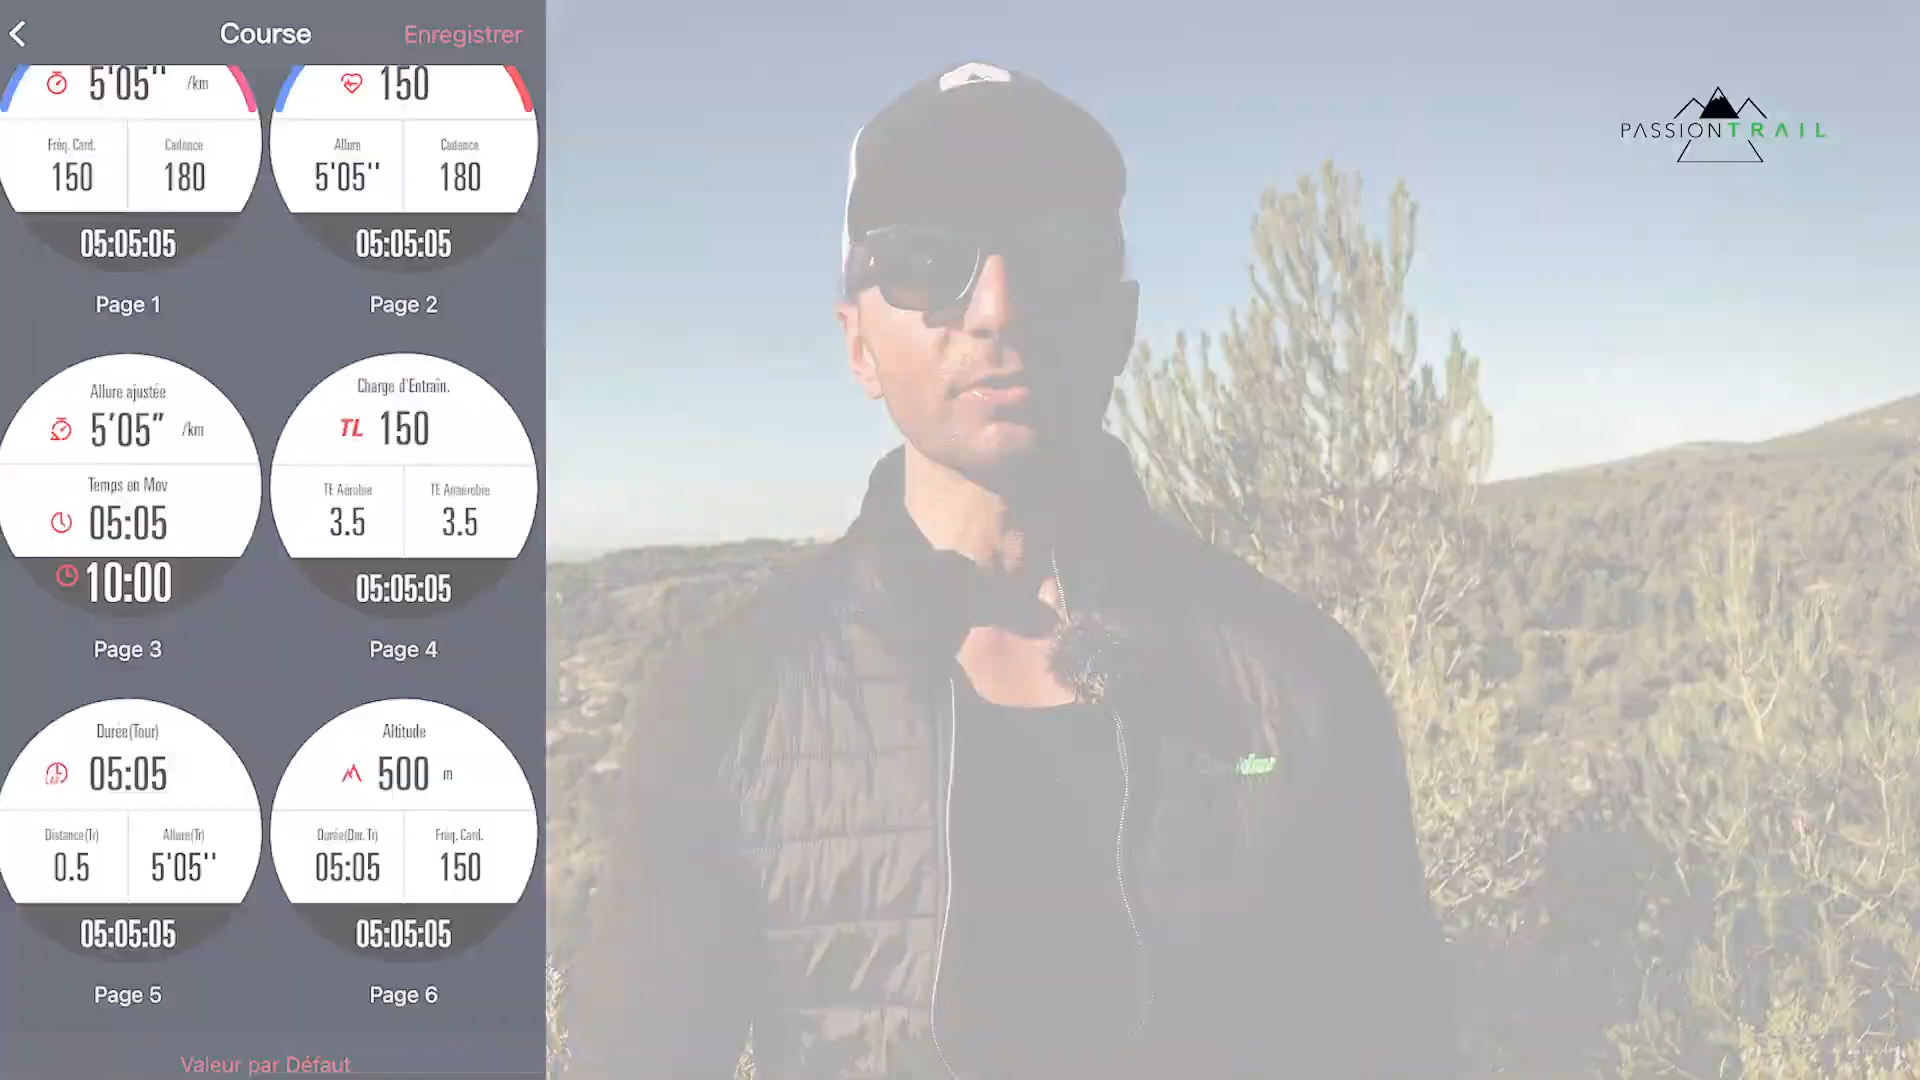 Course
Enregistrer
5'05'' /km
150
Fréq. Card.
Cadence
150
180
Allure
Cadence
5'05''
180
05:05:05
05:05:05
Page 1
Page 2
Allure ajustée
5'05" /km
Temps en Mov
05:05
10:00
Charge d'Entraîn.
TL 150
TE Aérobie
TE Anaérobie
3.5
3.5
05:05:05
Page 3
Page 4
Durée(Tour)
05:05
Distance(Tr)
Allure(Tr)
0.5
5'05''
05:05:05
Altitude
500 m
Durée(Dur. Tr)
Fréq. Card.
05:05
150
05:05:05
Page 5
Page 6
Valeur par Défaut
PASSIONTRAIL